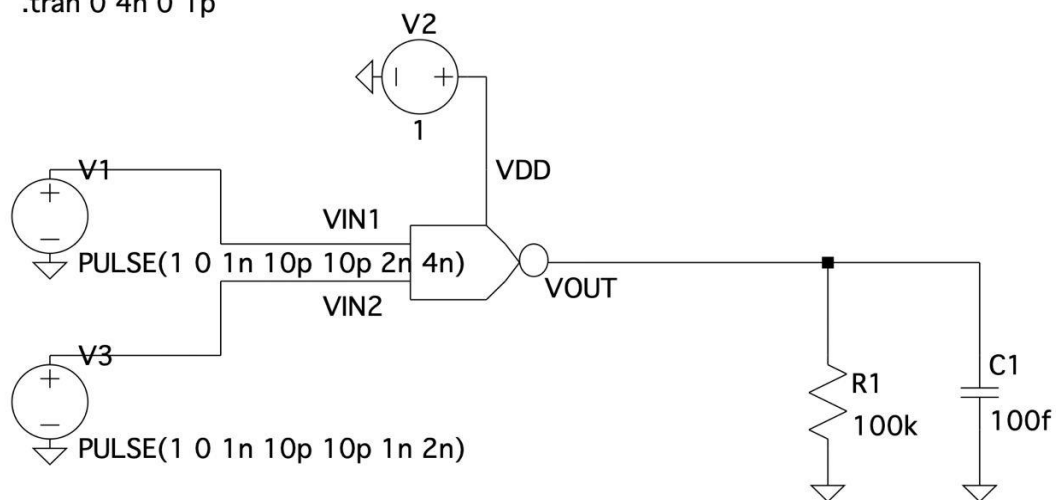 .tran 0 4n 0 1p
V2
1
VDD
V1
VIN1
PULSE(1 0 1n 10p 10p 2n 4n)
VOUT
VIN2
V3
PULSE(1 0 1n 10p 10p 1n 2n)
R1
100k
C1
100f